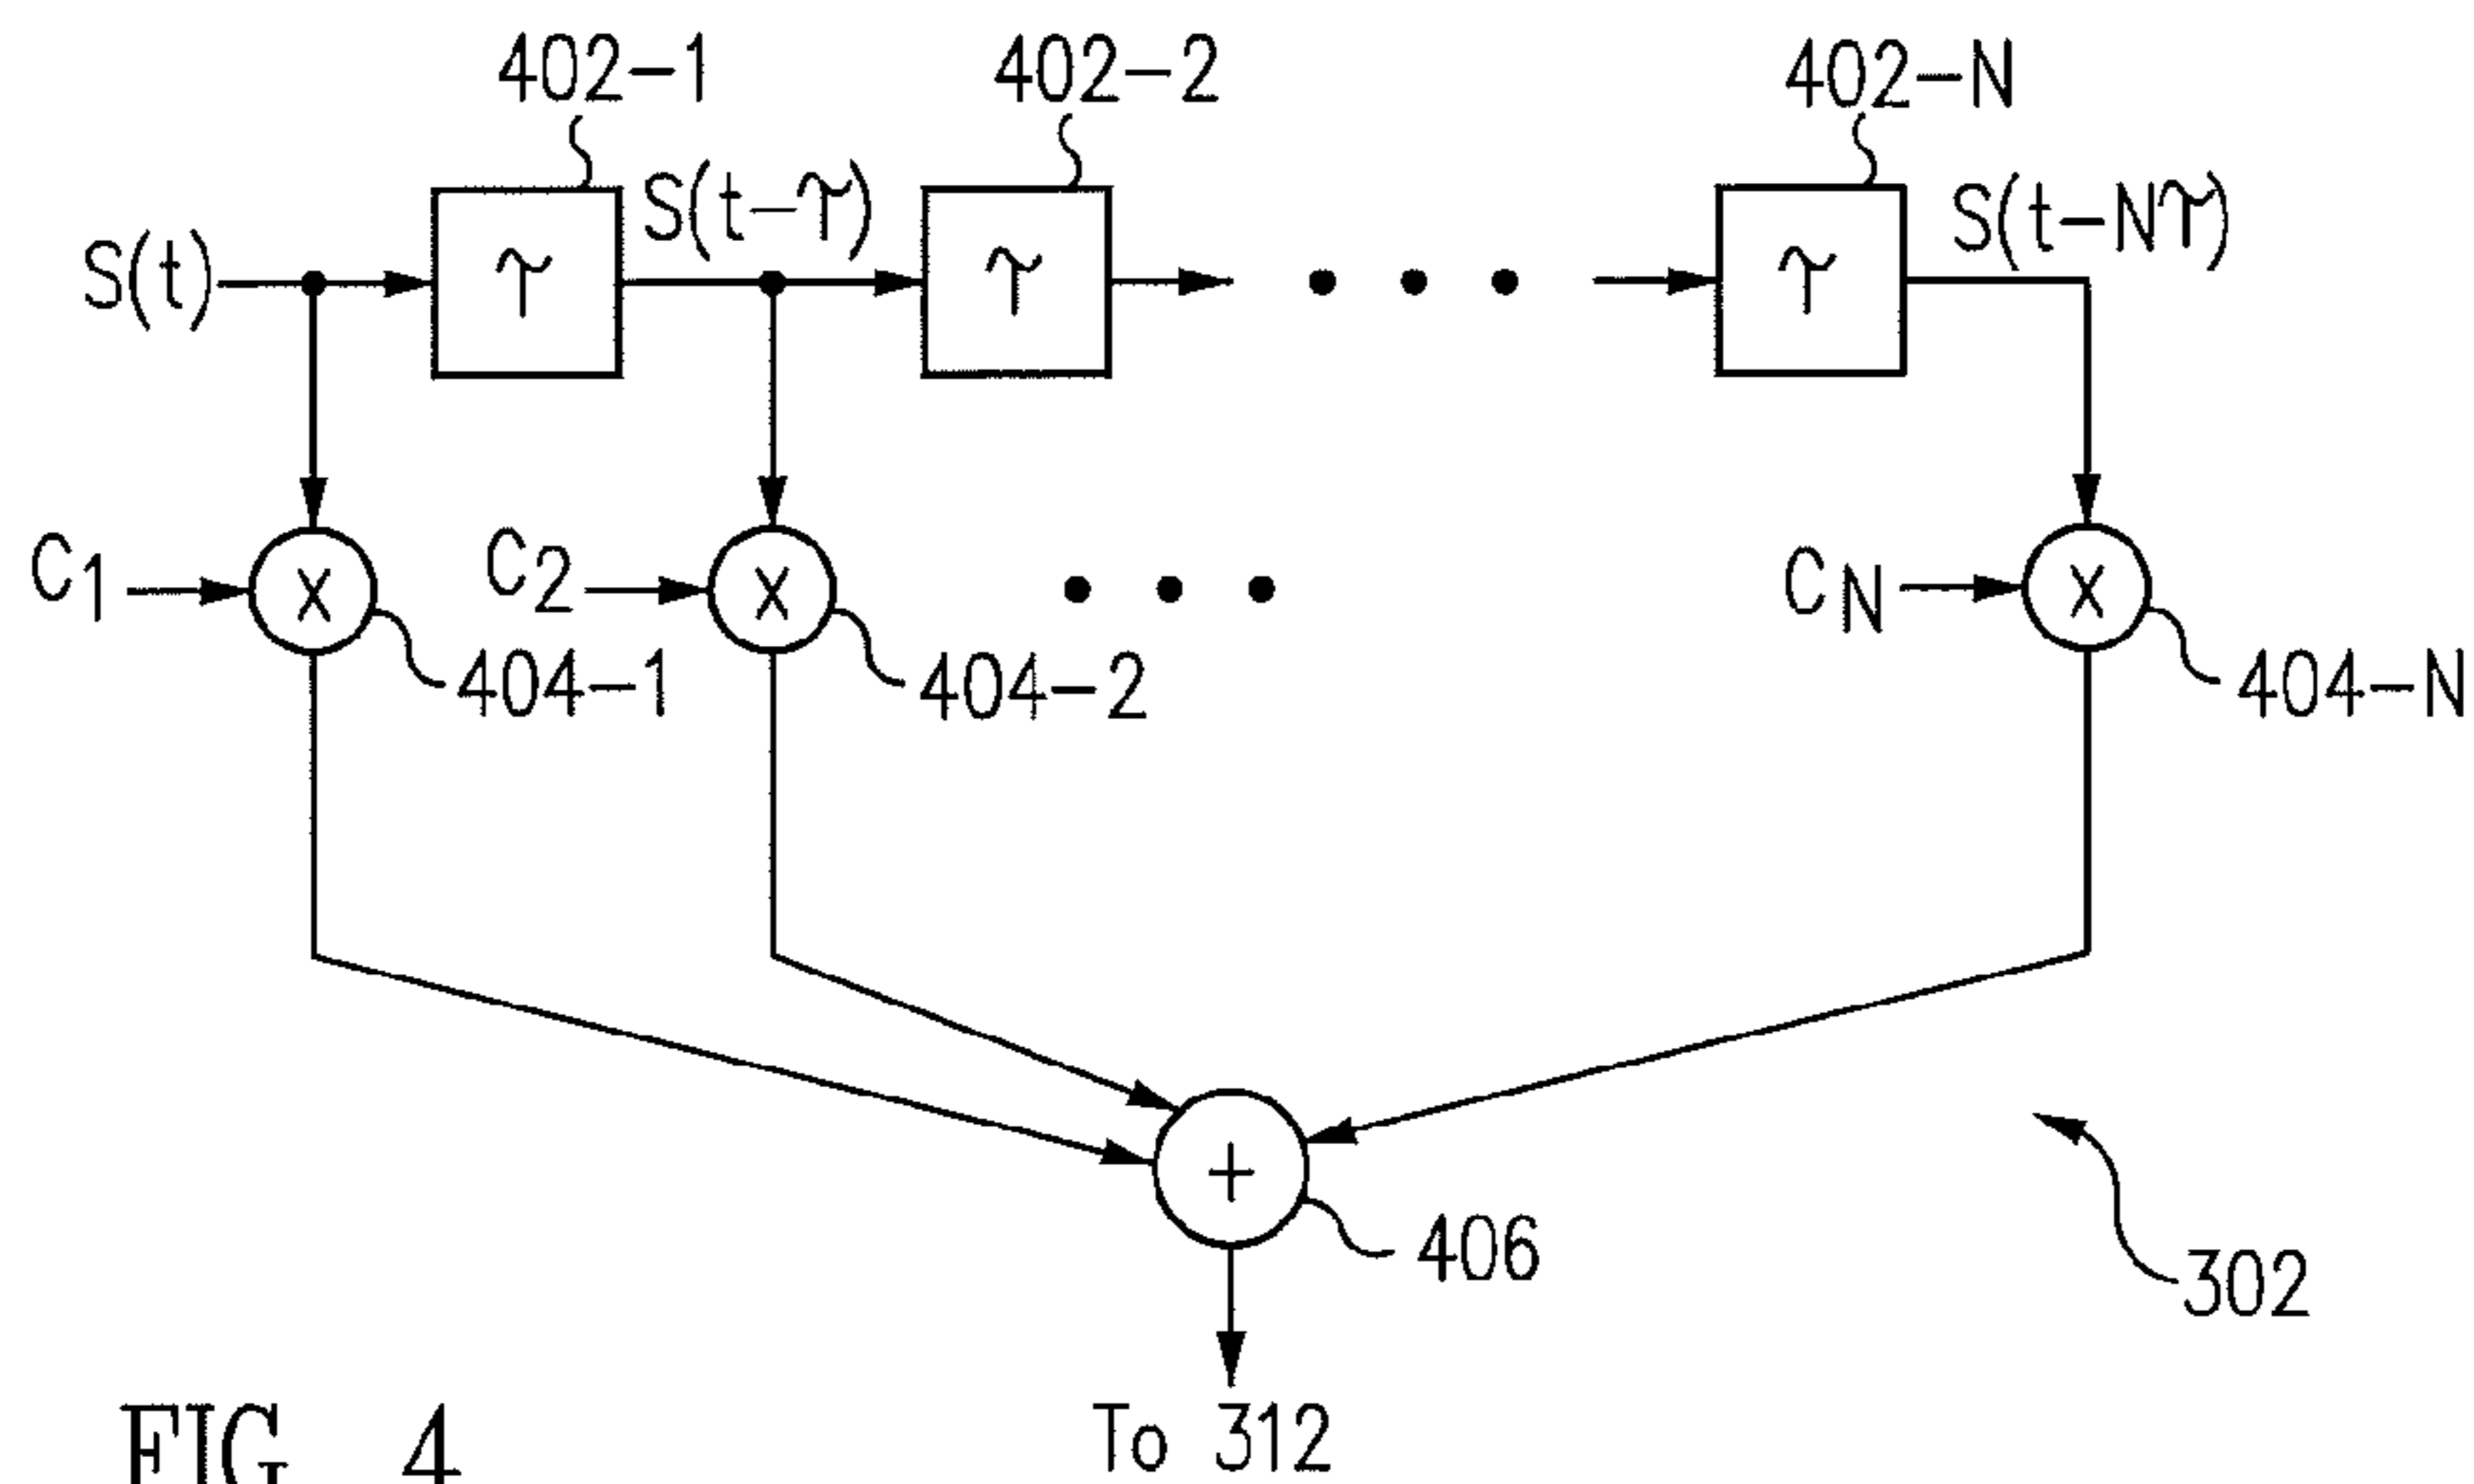 402-1
402-2
402-N
S(t)
τ
S(t-τ)
τ
τ
S(t-Nτ)
C1
X
404-1
C2
X
404-2
CN
X
404-N
+
406
302
To 312
FIG. 4